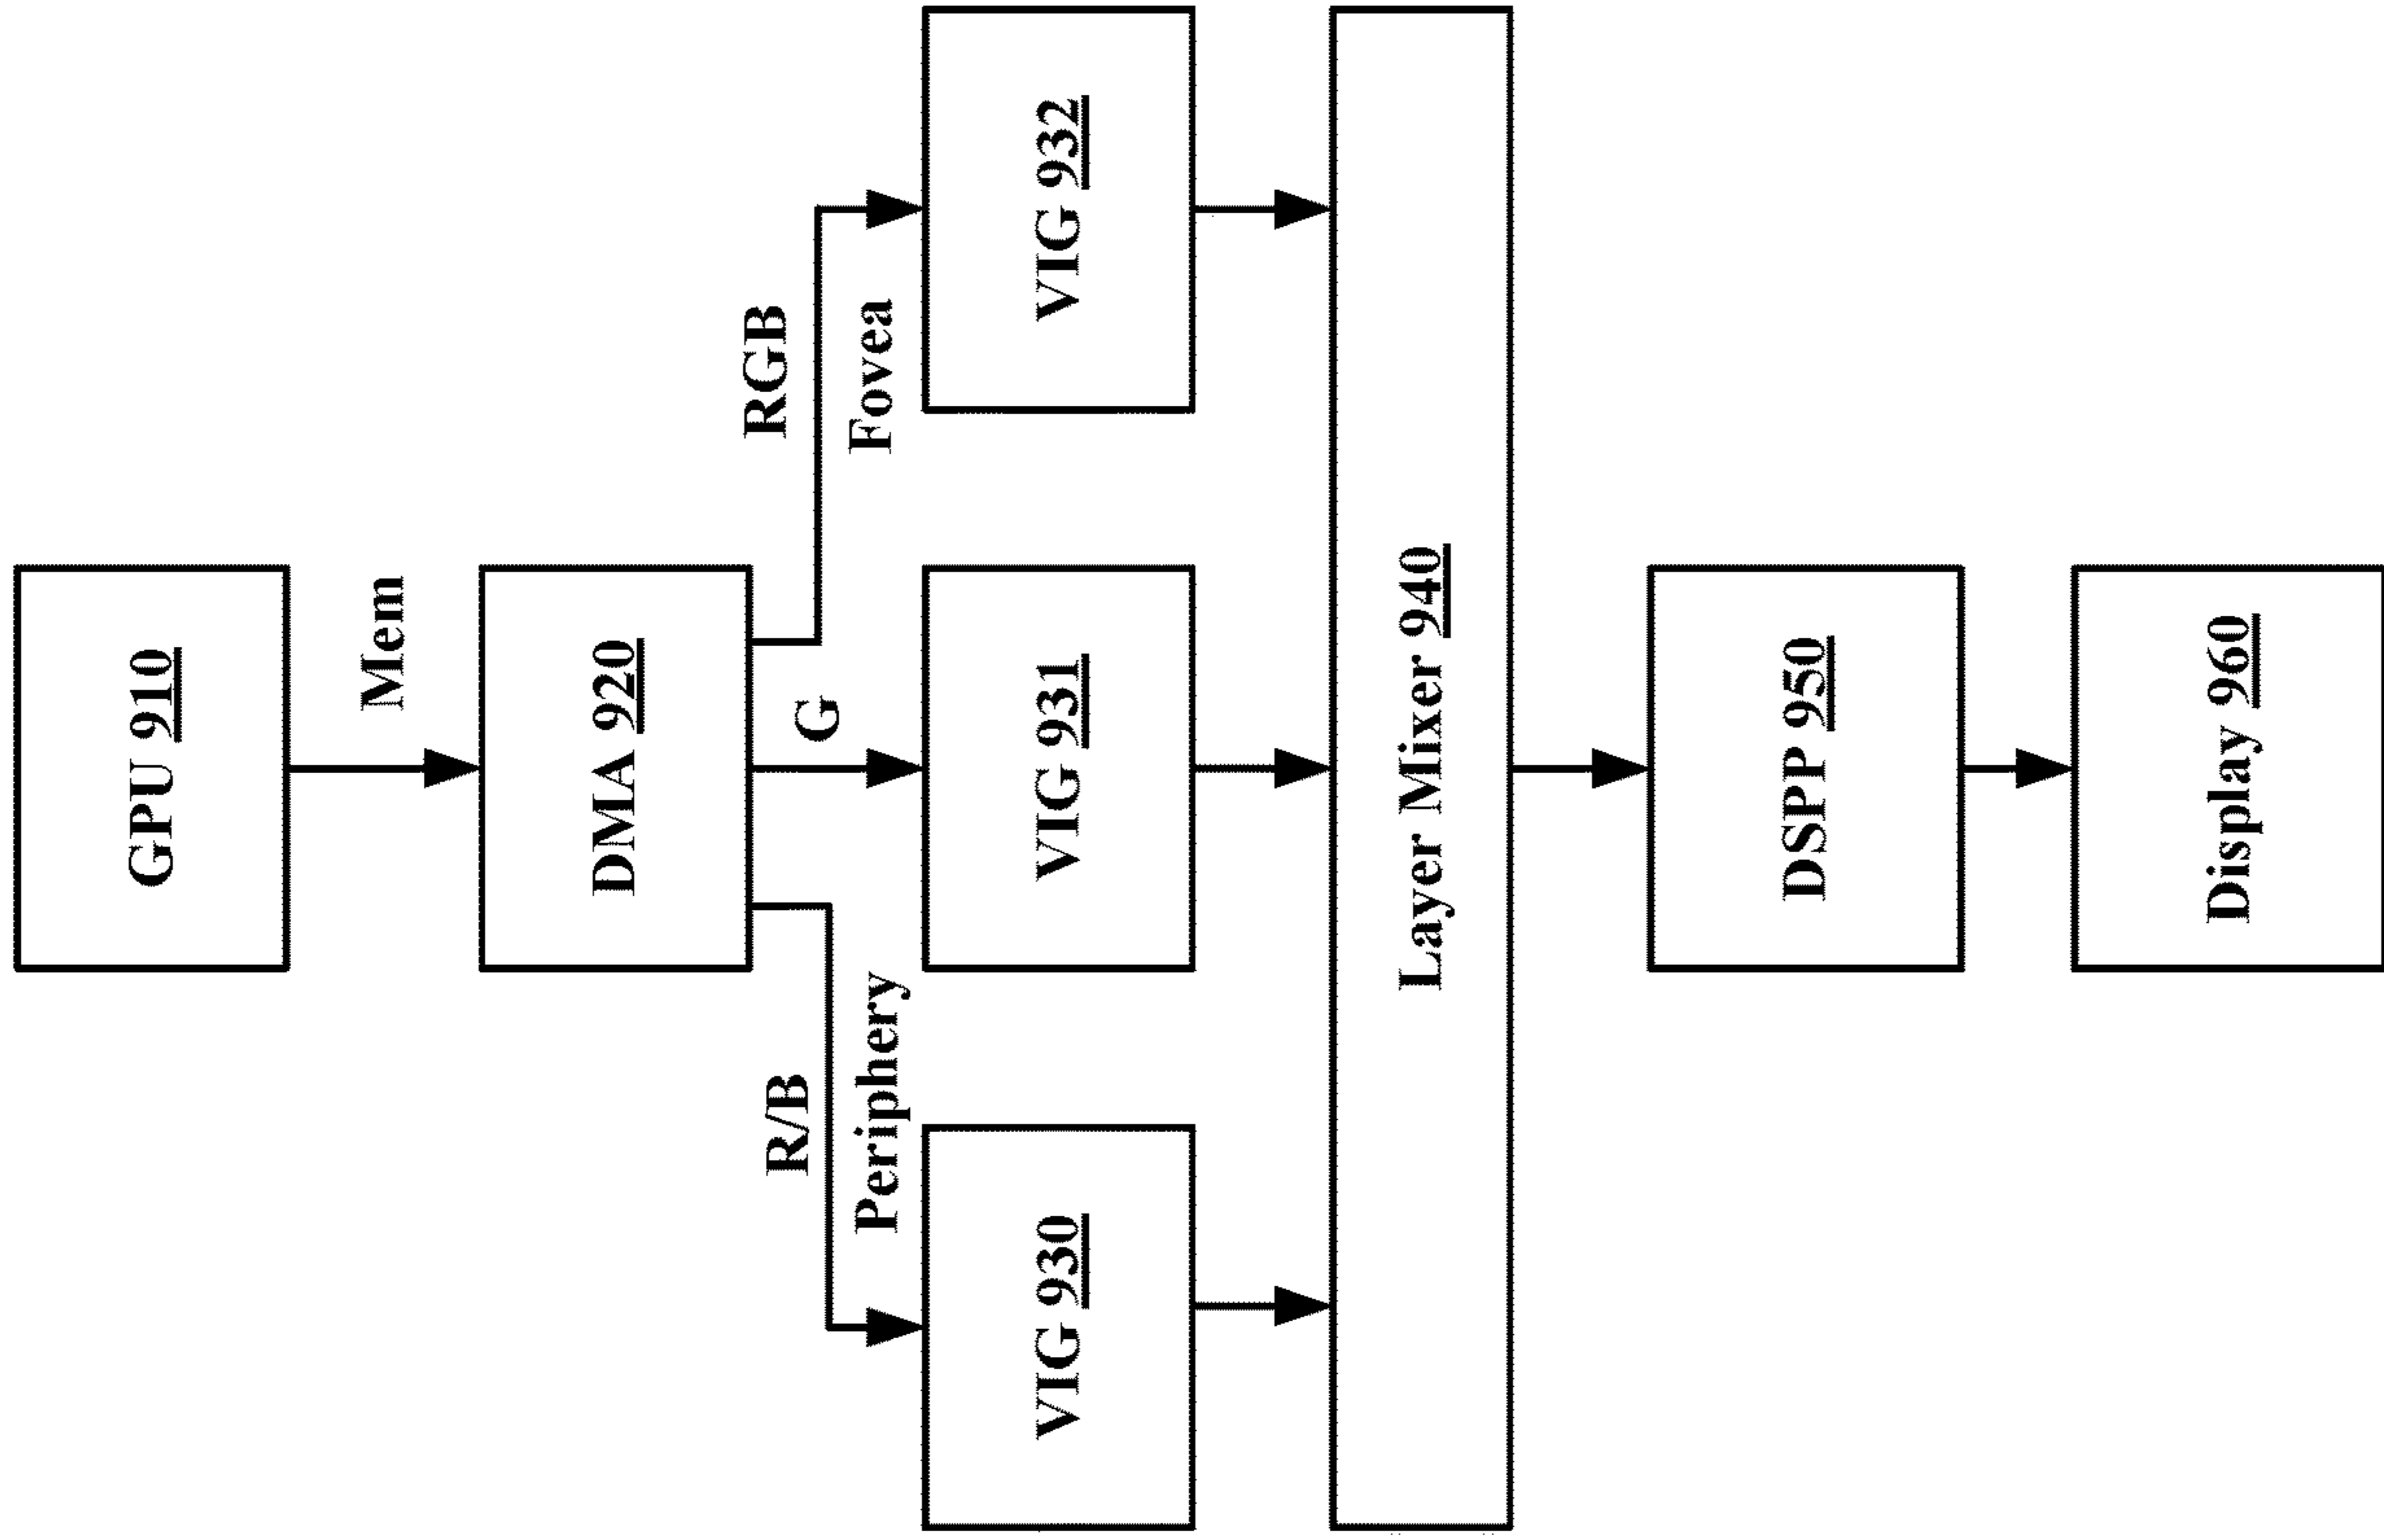 GPU 910
Mem
DMA 920
R/B
G
RGB
Periphery
Fovea
VIG 930
VIG 931
VIG 932
Layer Mixer 940
DSPP 950
Display 960